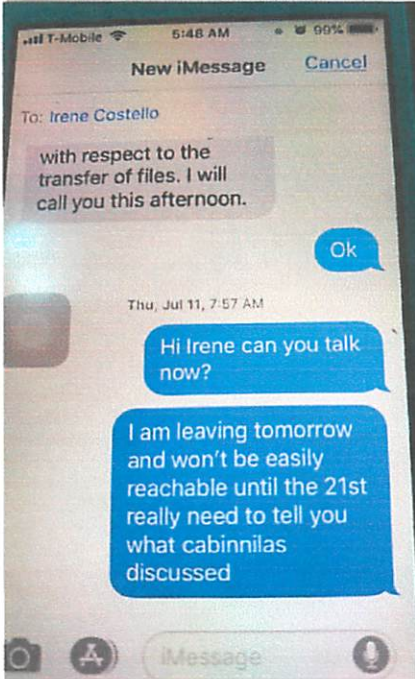 T-Mobile 5:48 AM 99%
New iMessage Cancel
To: Irene Costello
with respect to the
transfer of files. I will
call you this afternoon.
Ok
Thu, Jul 11, 7:57 AM
Hi Irene can you talk
now?
I am leaving tomorrow
and won't be easily
reachable until the 21st
really need to tell you
what cabinnilas
discussed
iMessage